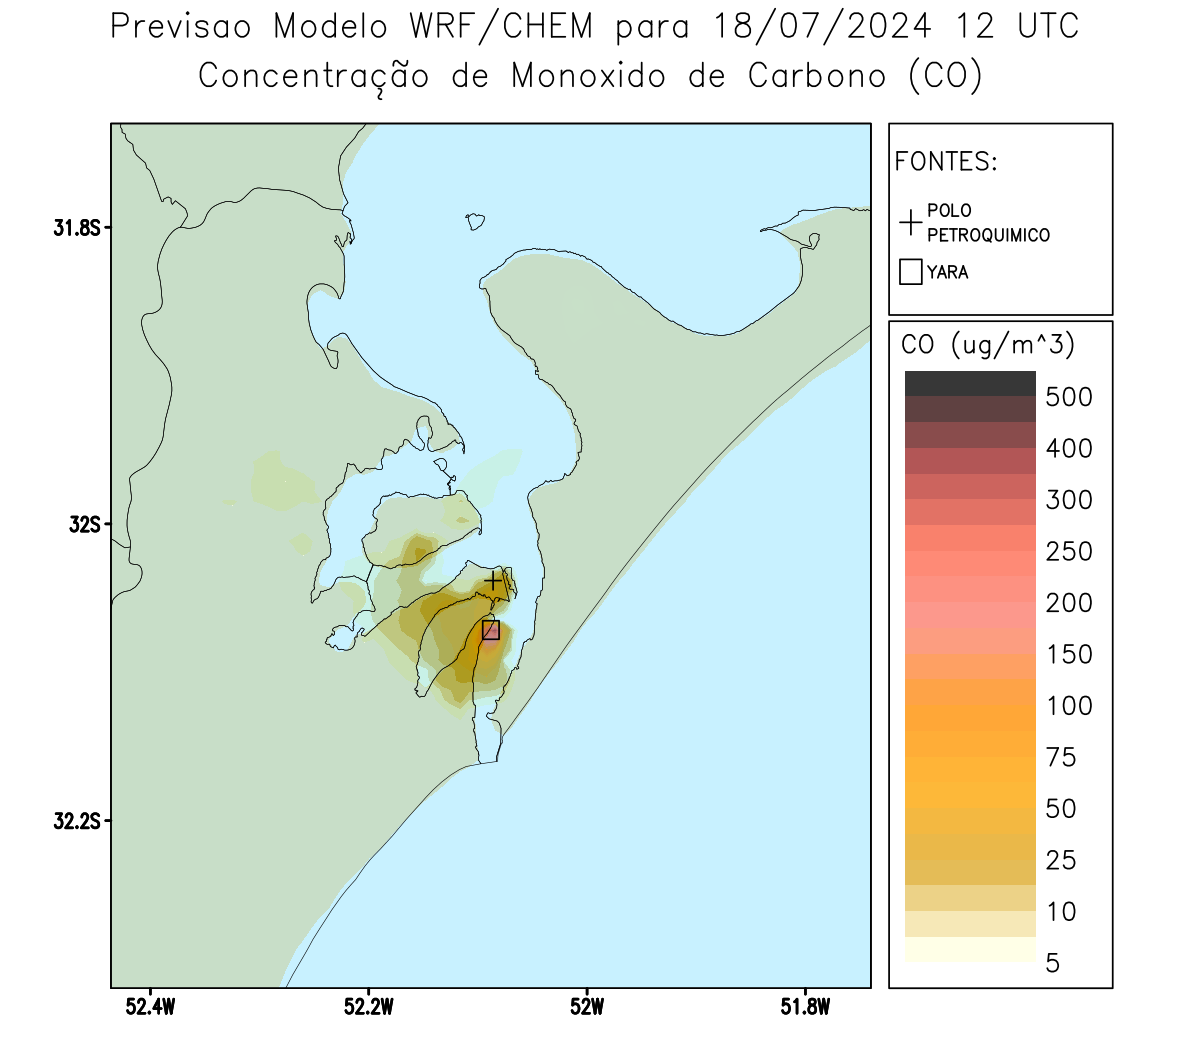 Previsao Modelo WRF/CHEM para 18/07/2024 12 UTC
Concentração de Monoxido de Carbono (CO)
FONTES:
POLO
PETROQUIMICO
YARA
CO (ug/m^3)
500
400
300
250
200
150
100
75
50
25
10
5
31.8S
32S
32.2S
52.4W
52.2W
52W
51.8W